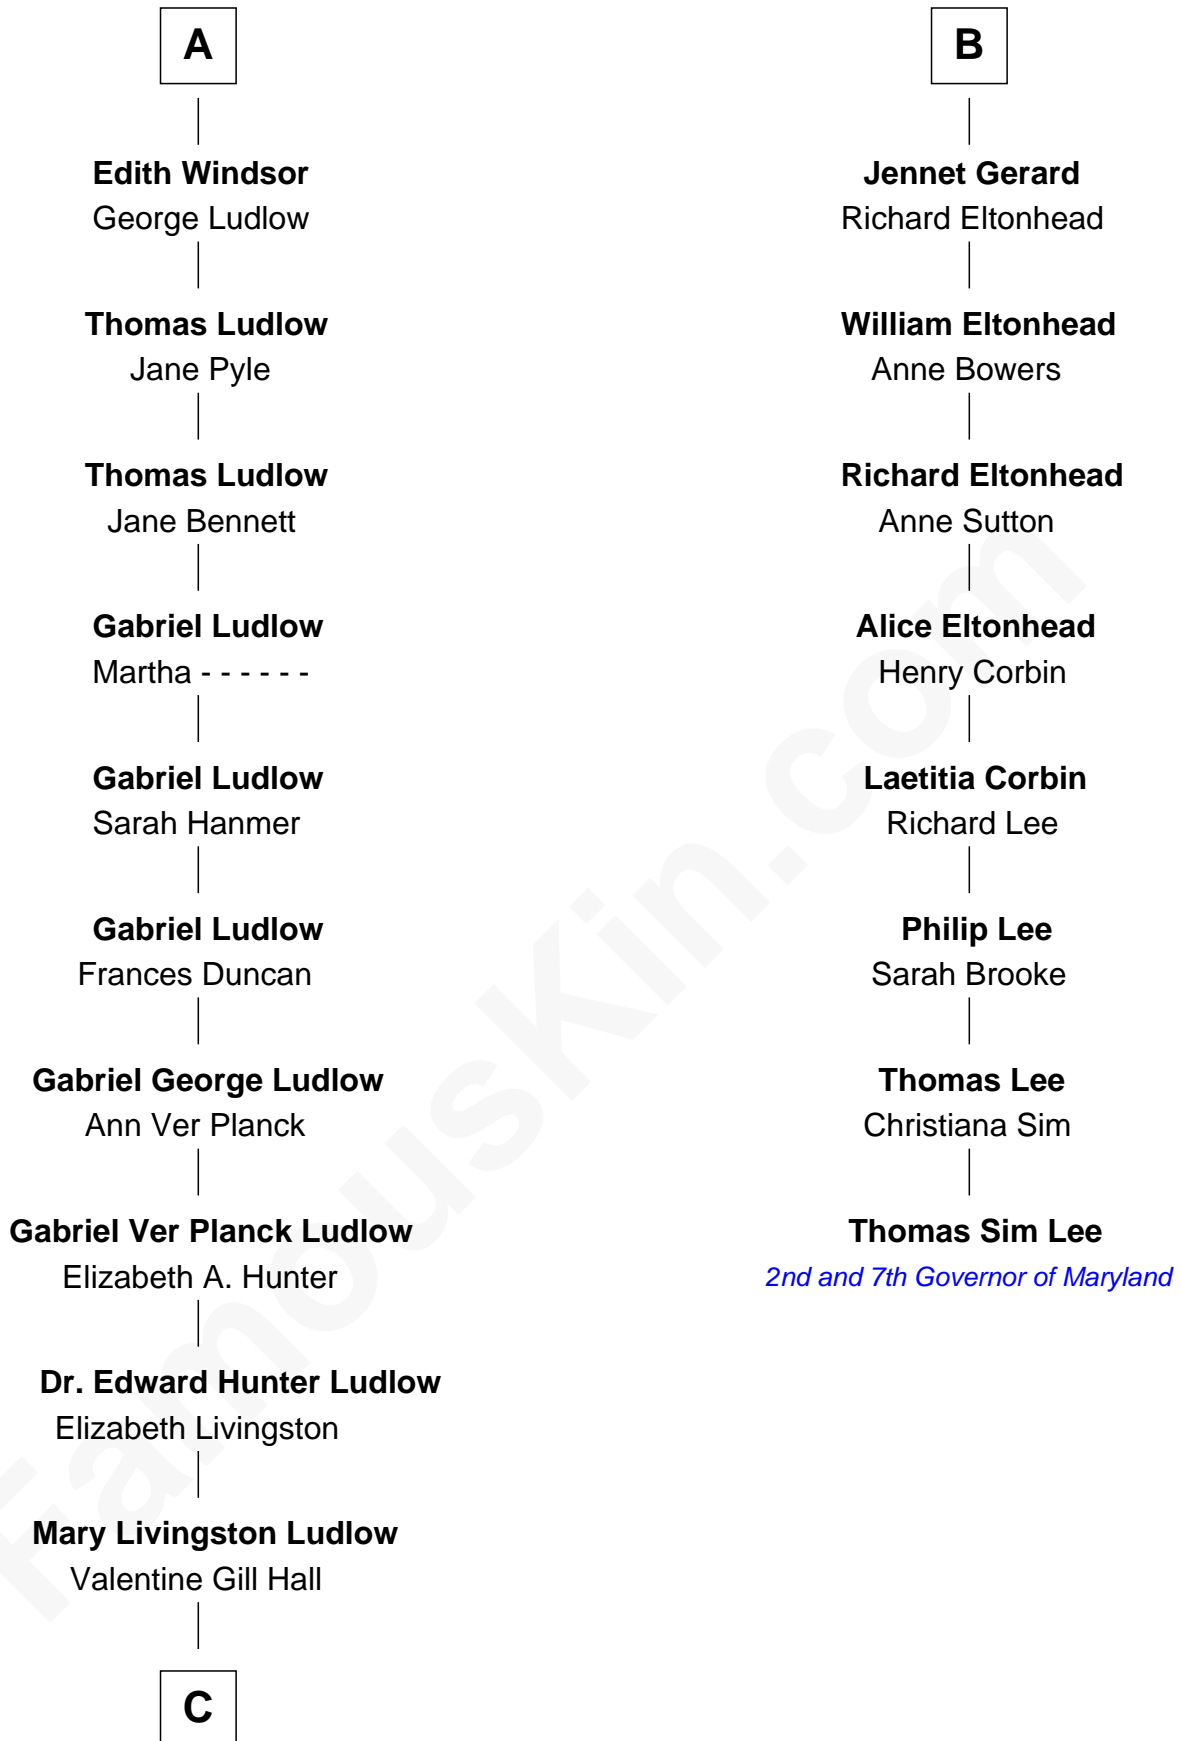 A
Edith Windsor
George Ludlow
Thomas Ludlow
Jane Pyle
Thomas Ludlow
Jane Bennett
Gabriel Ludlow
Martha - - - - - -
Gabriel Ludlow
Sarah Hanmer
Gabriel Ludlow
Frances Duncan
Gabriel George Ludlow
Ann Ver Planck
Gabriel Ver Planck Ludlow
Elizabeth A. Hunter
Dr. Edward Hunter Ludlow
Elizabeth Livingston
Mary Livingston Ludlow
Valentine Gill Hall
C
B
Jennet Gerard
Richard Eltonhead
William Eltonhead
Anne Bowers
Richard Eltonhead
Anne Sutton
Alice Eltonhead
Henry Corbin
Laetitia Corbin
Richard Lee
Philip Lee
Sarah Brooke
Thomas Lee
Christiana Sim
Thomas Sim Lee
2nd and 7th Governor of Maryland
FamousKin.com